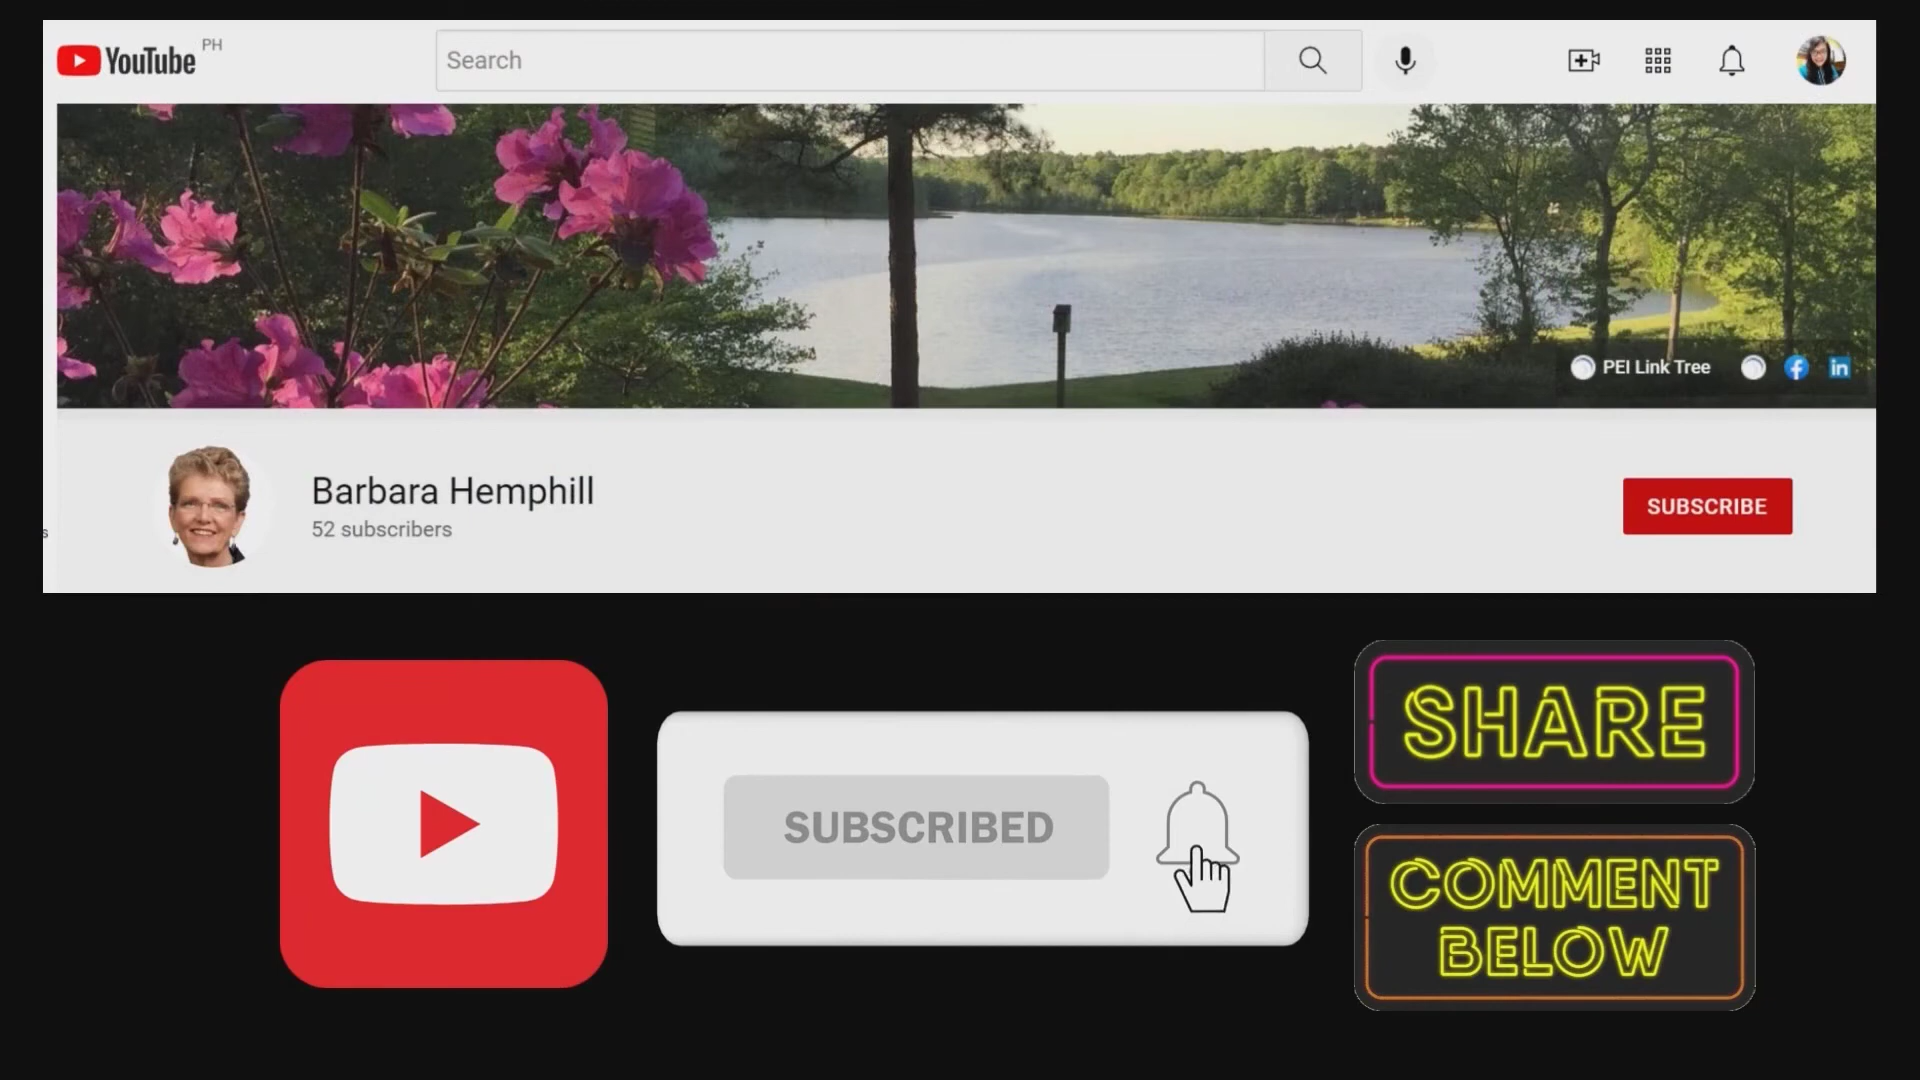 YouTube PH
Search
PEI Link Tree
Barbara Hemphill
52 subscribers
SUBSCRIBE
s
SUBSCRIBED
SHARE
COMMENT
BELOW